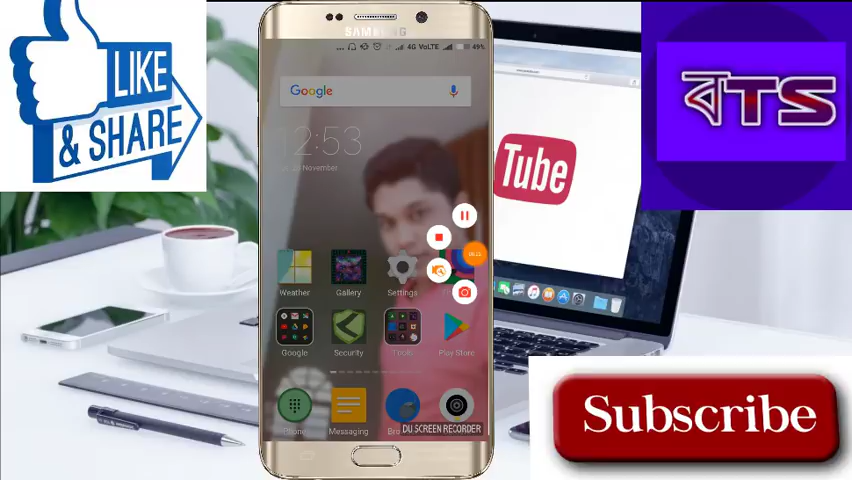 LIKE
& SHARE
SAMSUNG
4G VoLTE
49%
Google
12:53
November
Tube
বTS
Weather
Gallery
Settings
Google
Security
Tools
Play Store
Phone
Messaging
DU SCREEN RECORDER
Subscribe